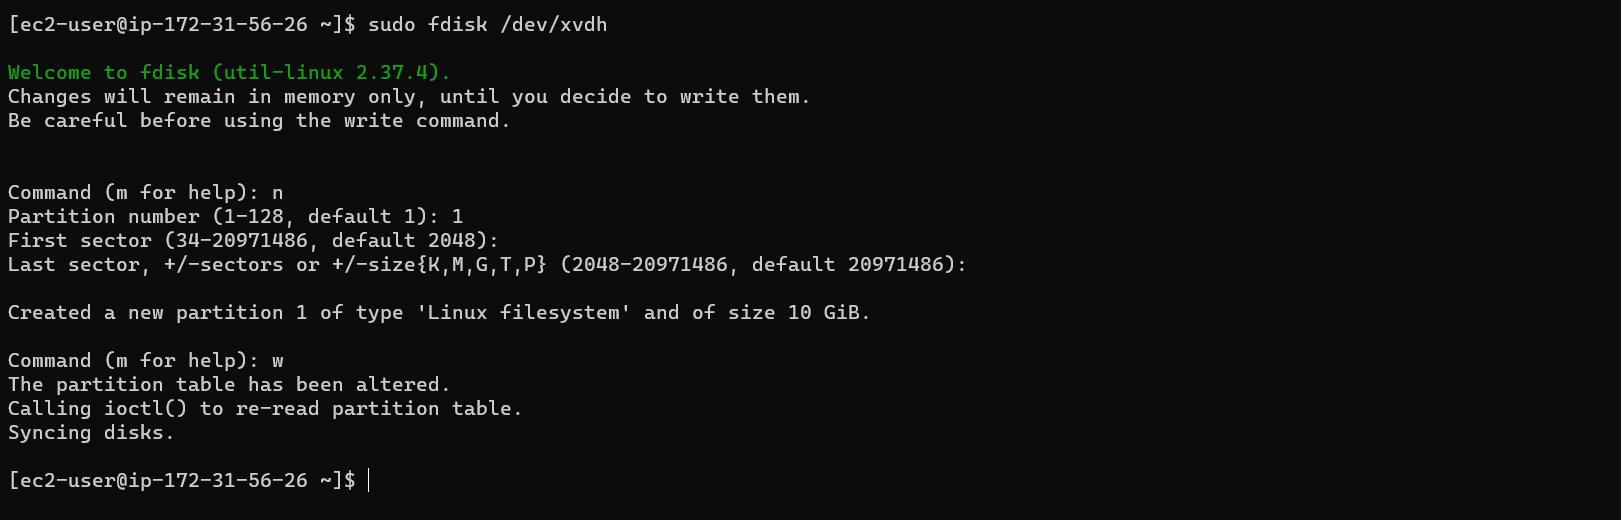 [ec2-user@ip-172-31-56-26 ~]$ sudo fdisk /dev/xvdh
Welcome to fdisk (util-linux 2.37.4).
Changes will remain in memory only, until you decide to write them.
Be careful before using the write command.
Command (m for help): n
Partition number (1-128, default 1): 1
First sector (34-20971486, default 2048):
Last sector, +/-sectors or +/-size{K,M,G,T,P} (2048-20971486, default 20971486):
Created a new partition 1 of type 'Linux filesystem' and of size 10 GiB.
Command (m for help): w
The partition table has been altered.
Calling ioctl() to re-read partition table.
Syncing disks.
[ec2-user@ip-172-31-56-26 ~]$